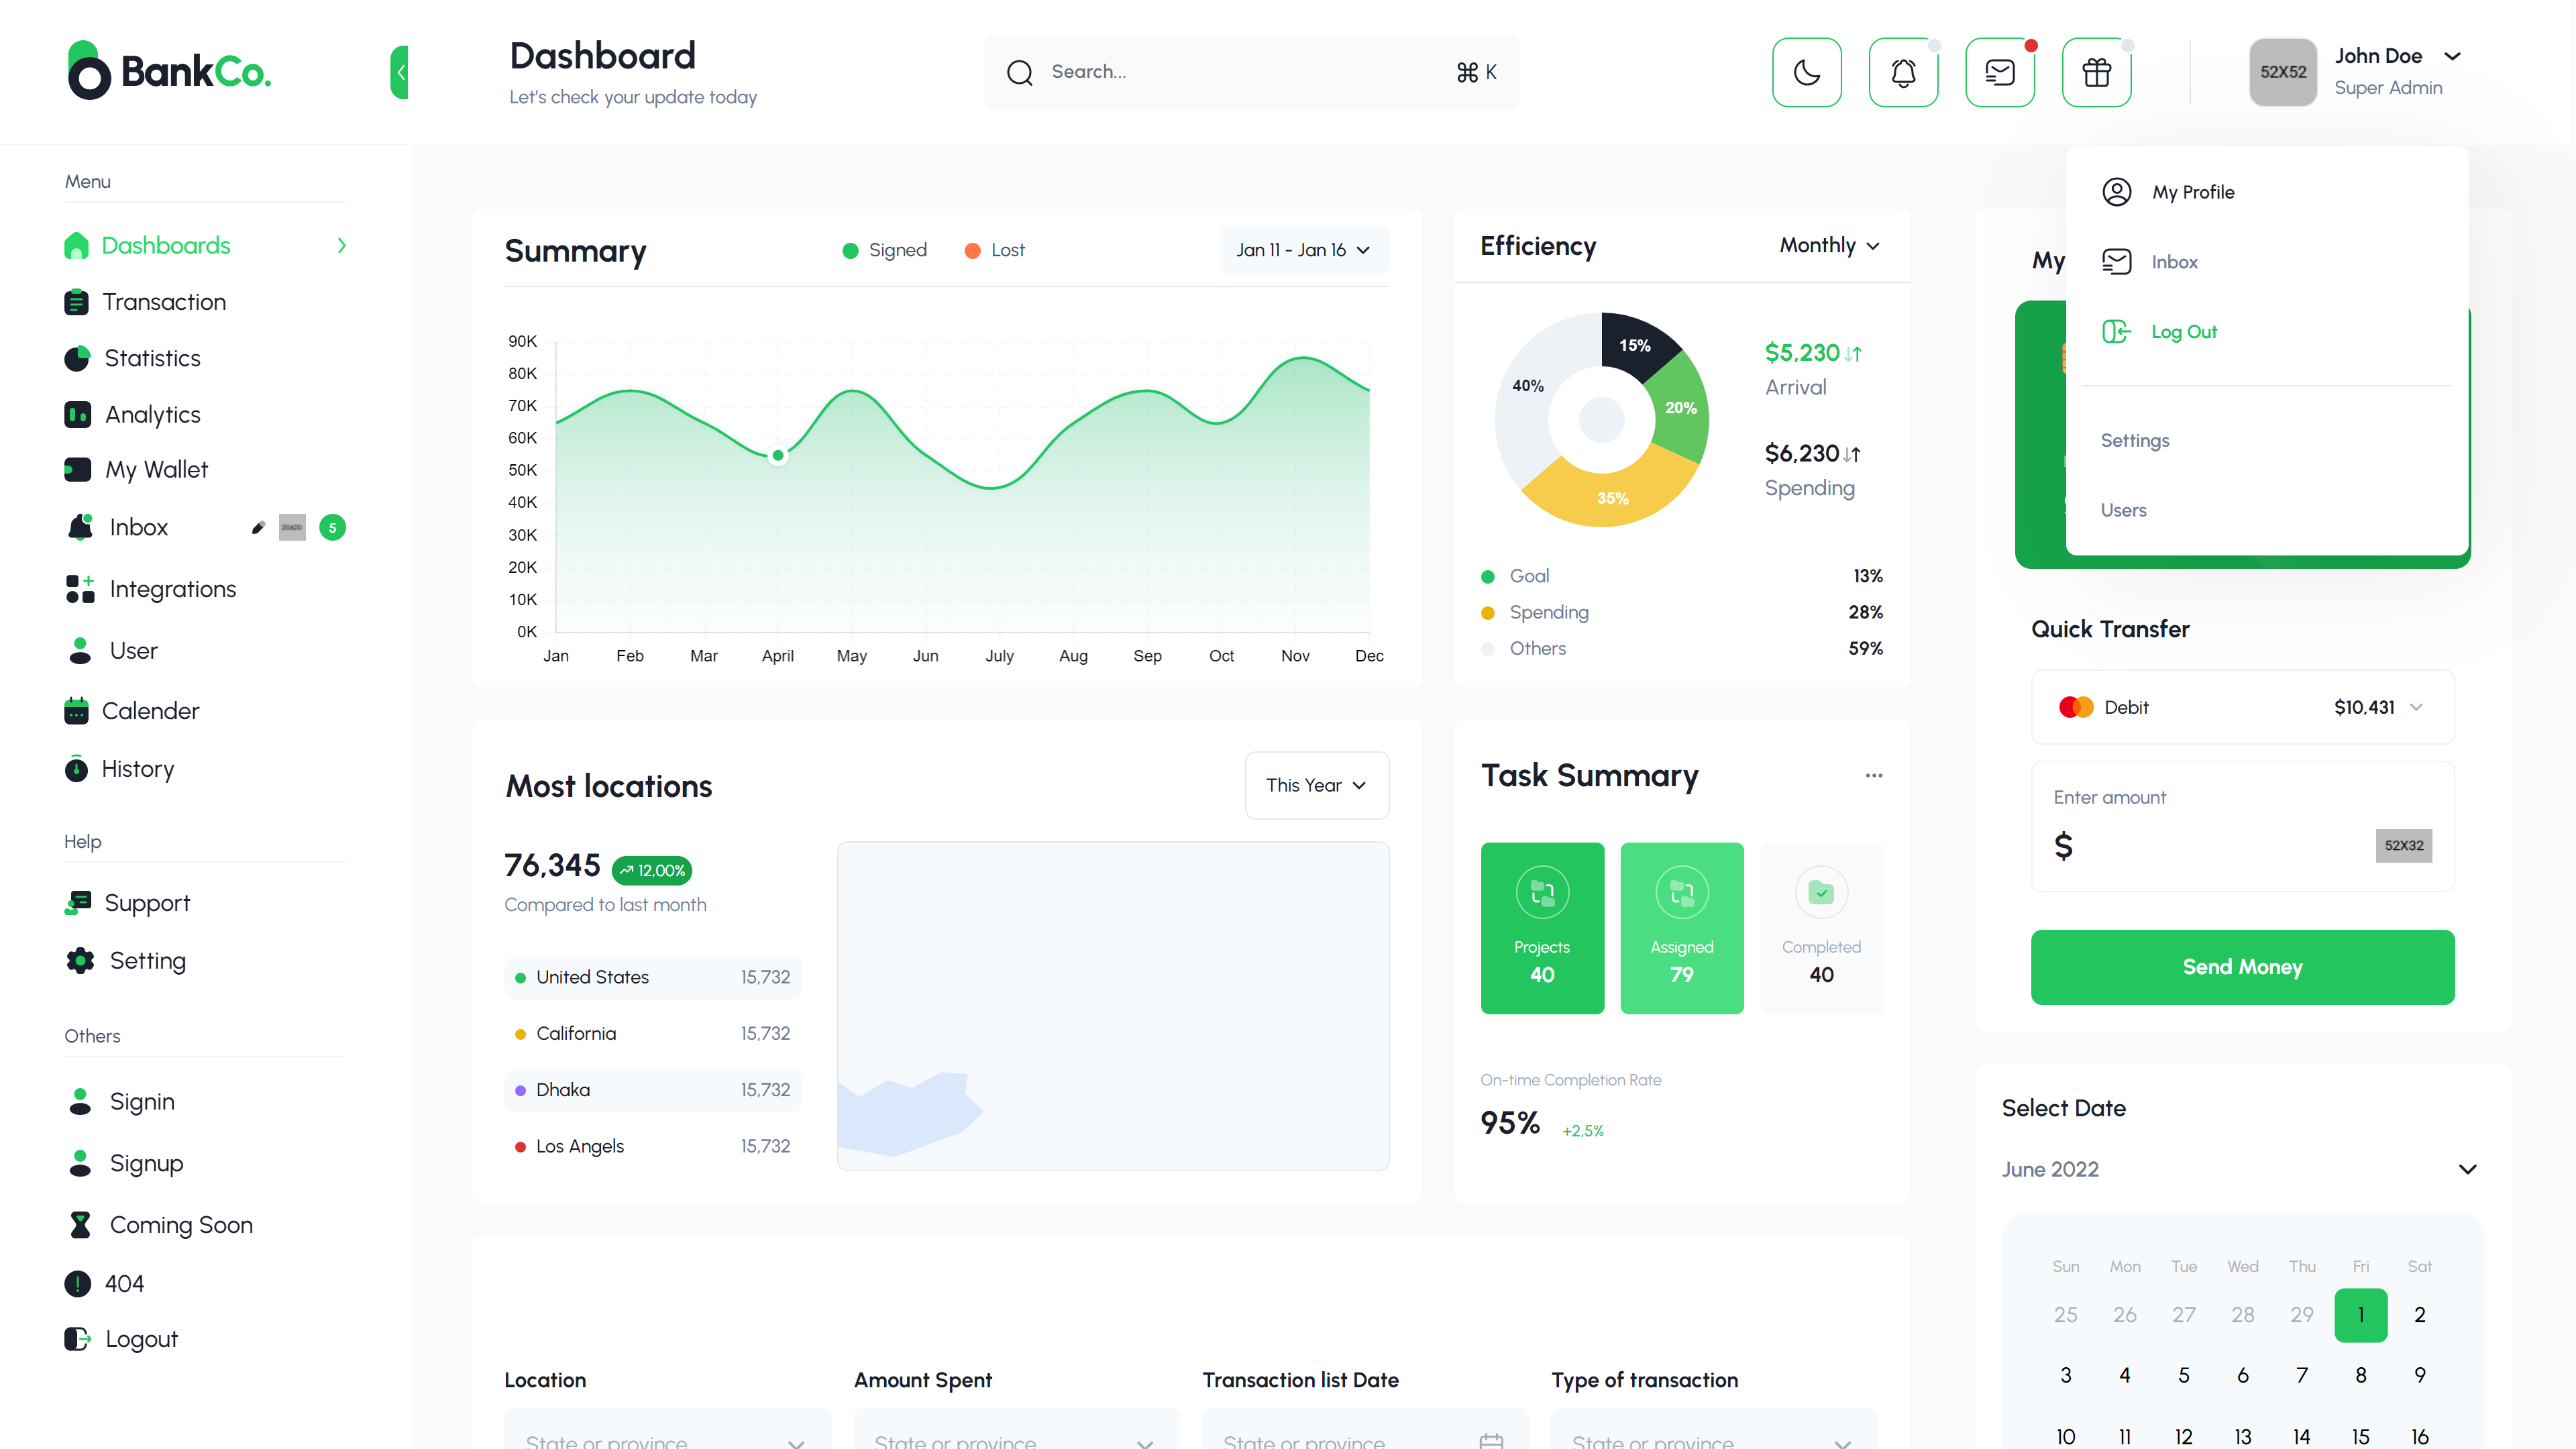 BankCo.
Dashboard
Let's check your update today
Search...
⌘ K
52X52
John Doe
Super Admin
Menu
Dashboards
Transaction
Statistics
Analytics
My Wallet
Inbox
20X20
5
Integrations
User
Calender
History
Help
Support
Setting
Others
Signin
Signup
Coming Soon
404
Logout
Summary
Signed
Lost
Jan 11 - Jan 16
90K
80K
70K
60K
50K
40K
30K
20K
10K
0K
Jan Feb Mar April May Jun July Aug Sep Oct Nov Dec
Efficiency
Monthly
15%
20%
35%
40%
$5,230
Arrival
$6,230
Spending
Goal 13%
Spending 28%
Others 59%
My
My Profile
Inbox
Log Out
Settings
Users
Quick Transfer
Debit $10,431
Enter amount
$
52X32
Send Money
Most locations
This Year
76,345
12,00%
Compared to last month
United States 15,732
California 15,732
Dhaka 15,732
Los Angels 15,732
Task Summary
...
Projects
40
Assigned
79
Completed
40
On-time Completion Rate
95% +2,5%
Select Date
June 2022
Sun Mon Tue Wed Thu Fri Sat
25 26 27 28 29 1 2
3 4 5 6 7 8 9
10 11 12 13 14 15 16
Location
State or province
Amount Spent
State or province
Transaction list Date
State or province
Type of transaction
State or province